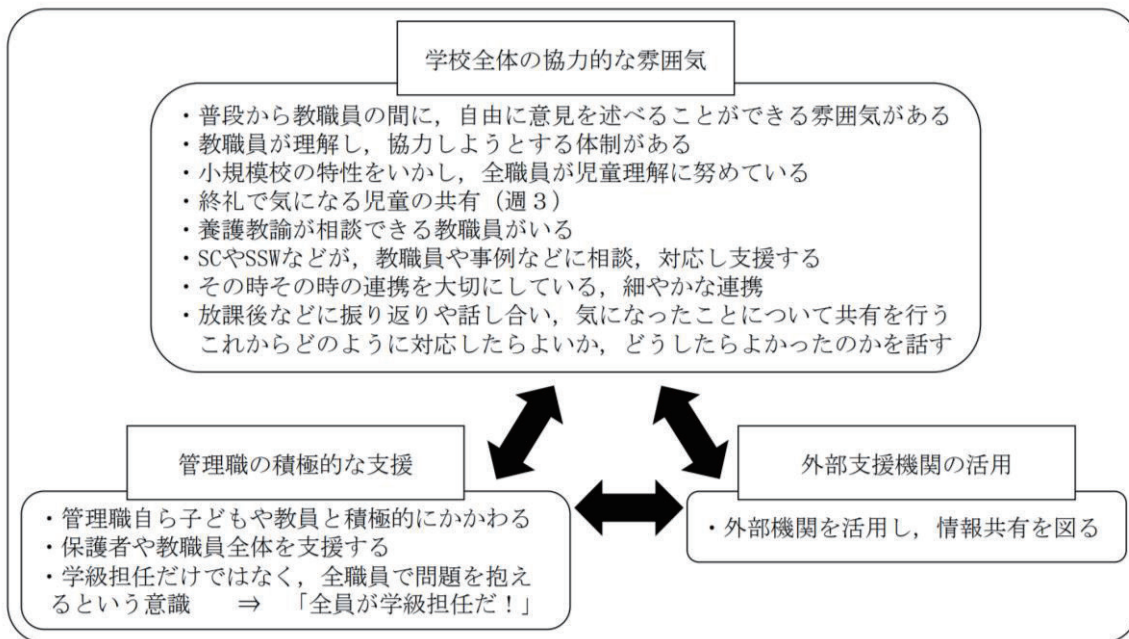 学校全体の協力的な雰囲気
・普段から教職員の間に，自由に意見を述べることができる雰囲気がある
・教職員が理解し，協力しようとする体制がある
・小規模校の特性をいかし，全職員が児童理解に努めている
・終礼で気になる児童の共有（週３）
・養護教諭が相談できる教職員がいる
・SCやSSWなどが，教職員や事例などに相談，対応し支援する
・その時その時の連携を大切にしている，細やかな連携
・放課後などに振り返りや話し合い，気になったことについて共有を行う
これからどのように対応したらよいか，どうしたらよかったのかを話す
管理職の積極的な支援
・管理職自ら子どもや教員と積極的にかかわる
・保護者や教職員全体を支援する
・学級担任だけではなく，全職員で問題を抱え
るという意識　⇒　「全員が学級担任だ！」
外部支援機関の活用
・外部機関を活用し，情報共有を図る